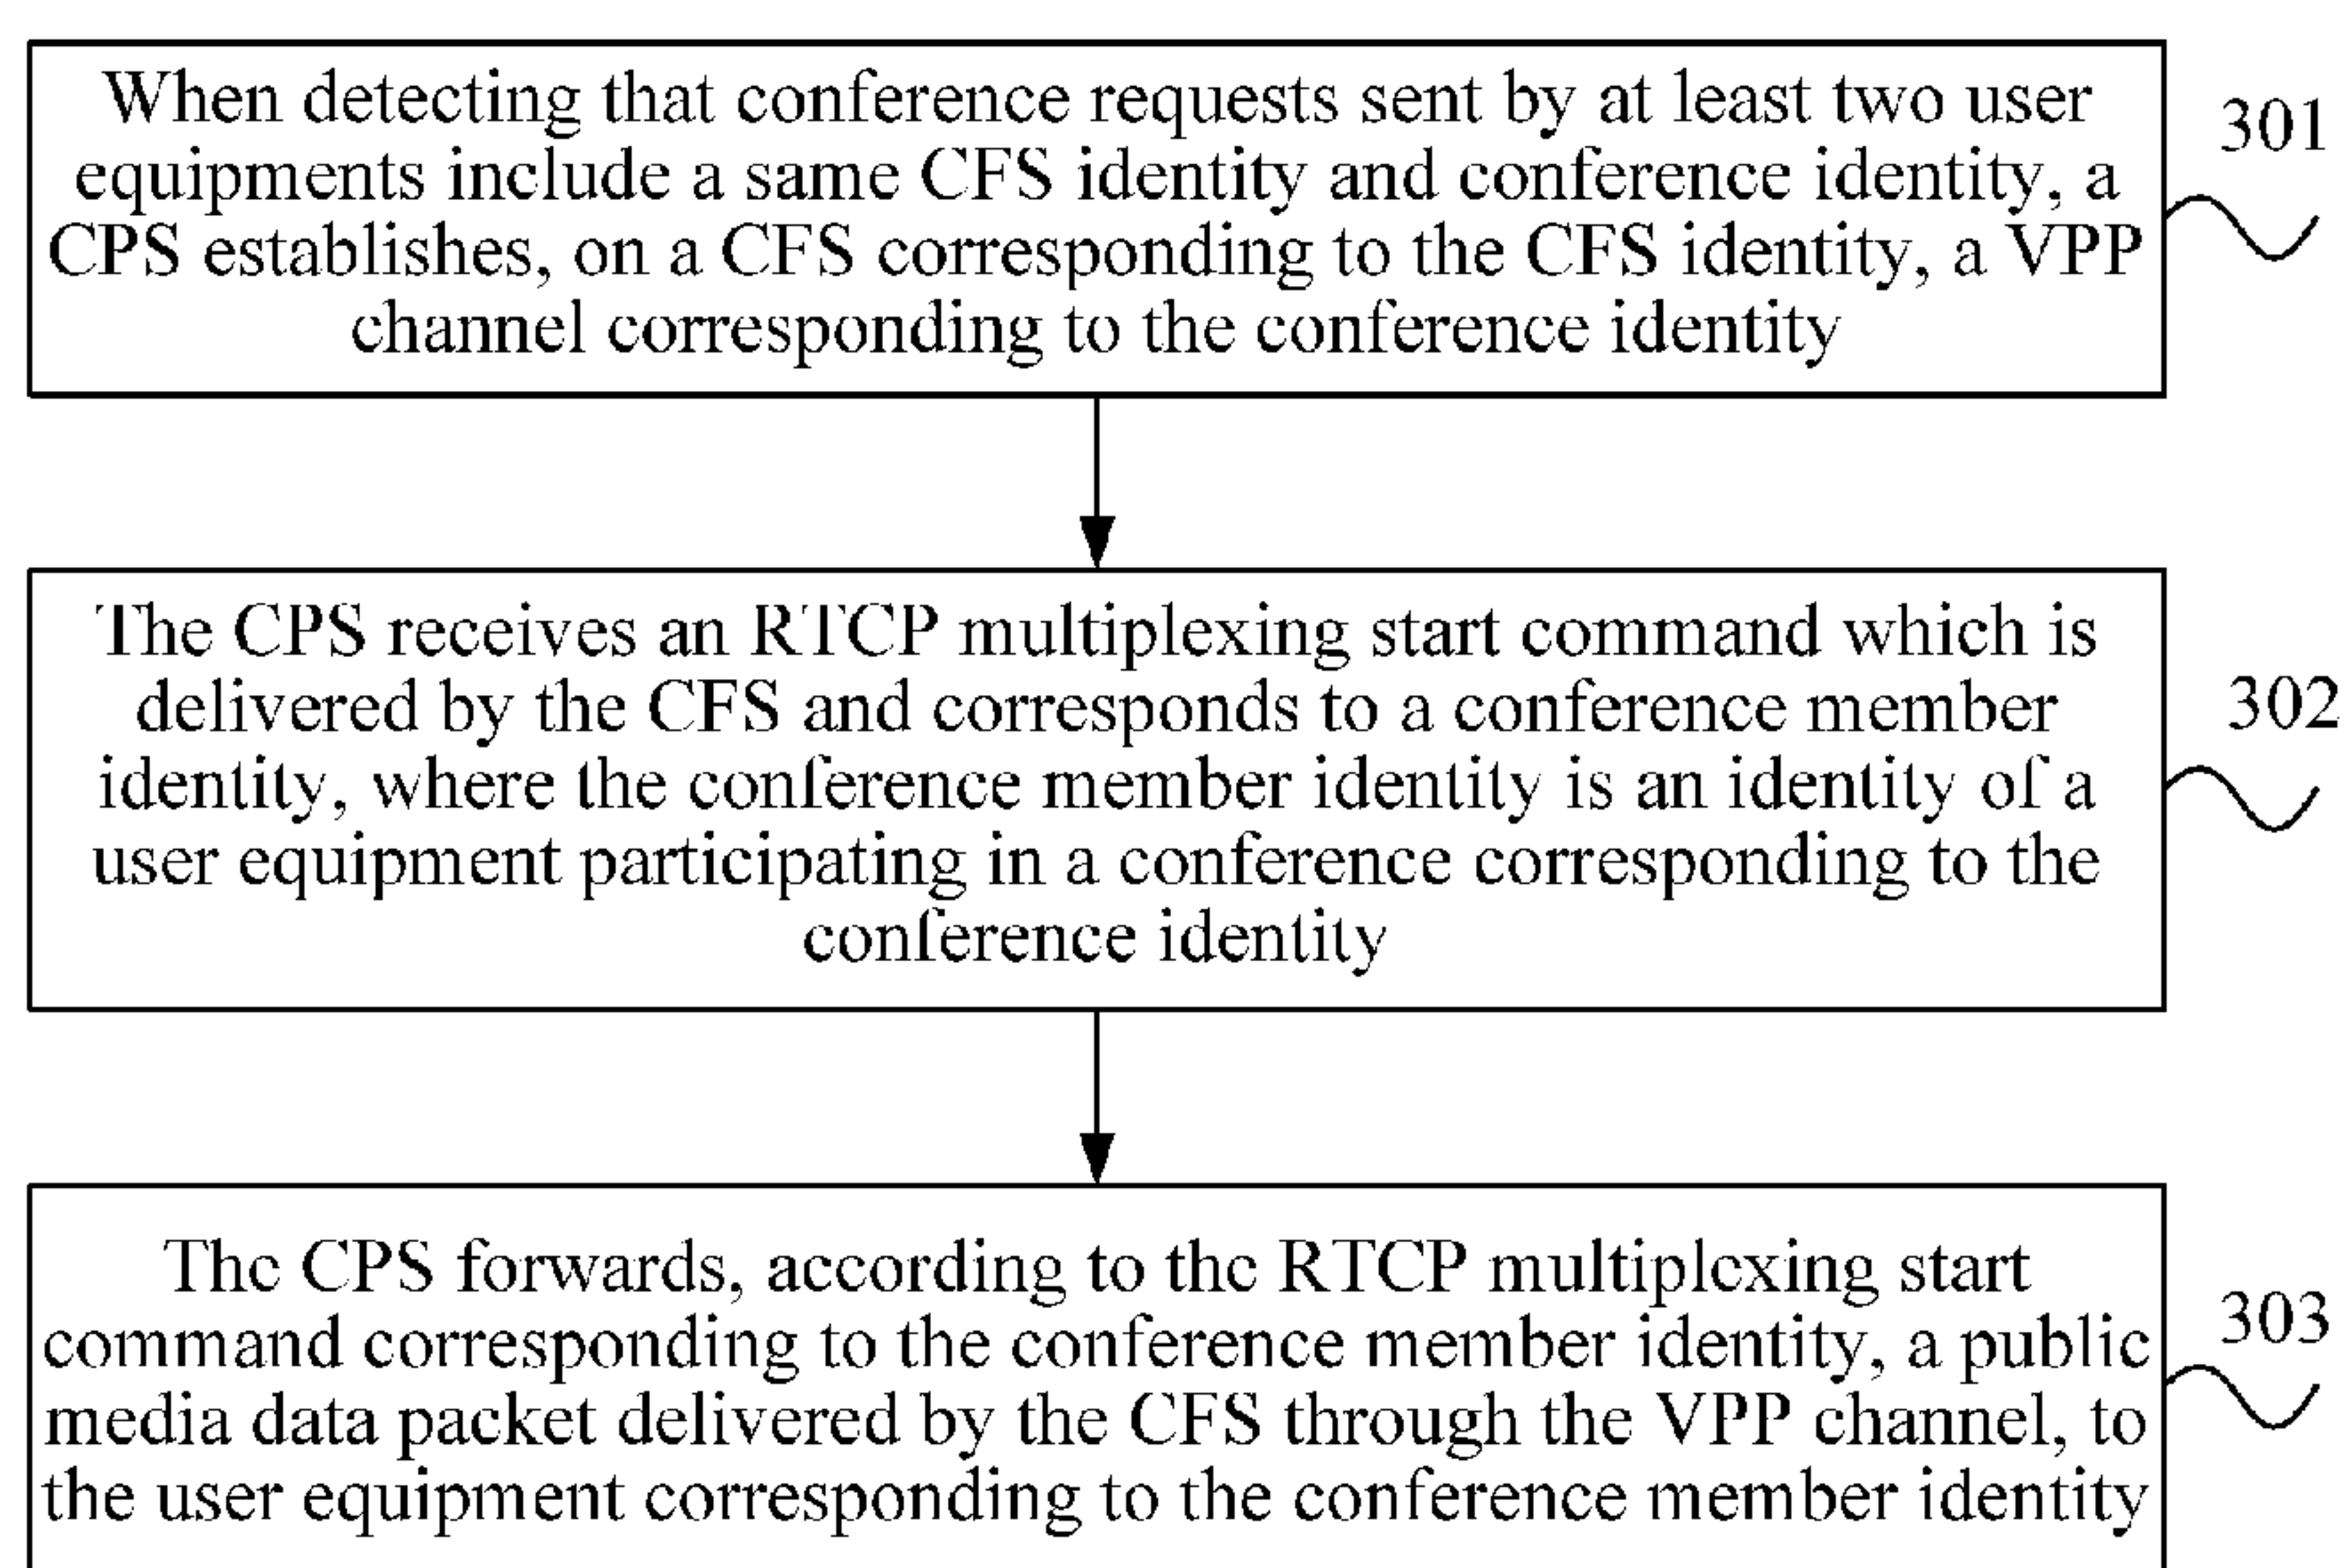 When detecting that conference requests sent by at least two user
equipments include a same CFS identity and conference identity, a
CPS establishes, on a CFS corresponding to the CFS identity, a VPP
channel corresponding to the conference identity
301
The CPS receives an RTCP multiplexing start command which is
delivered by the CFS and corresponds to a conference member
identity, where the conference member identity is an identity of a
user equipment participating in a conference corresponding to the
conference identity
302
The CPS forwards, according to the RTCP multiplexing start
command corresponding to the conference member identity, a public
media data packet delivered by the CFS through the VPP channel, to
the user equipment corresponding to the conference member identity
303